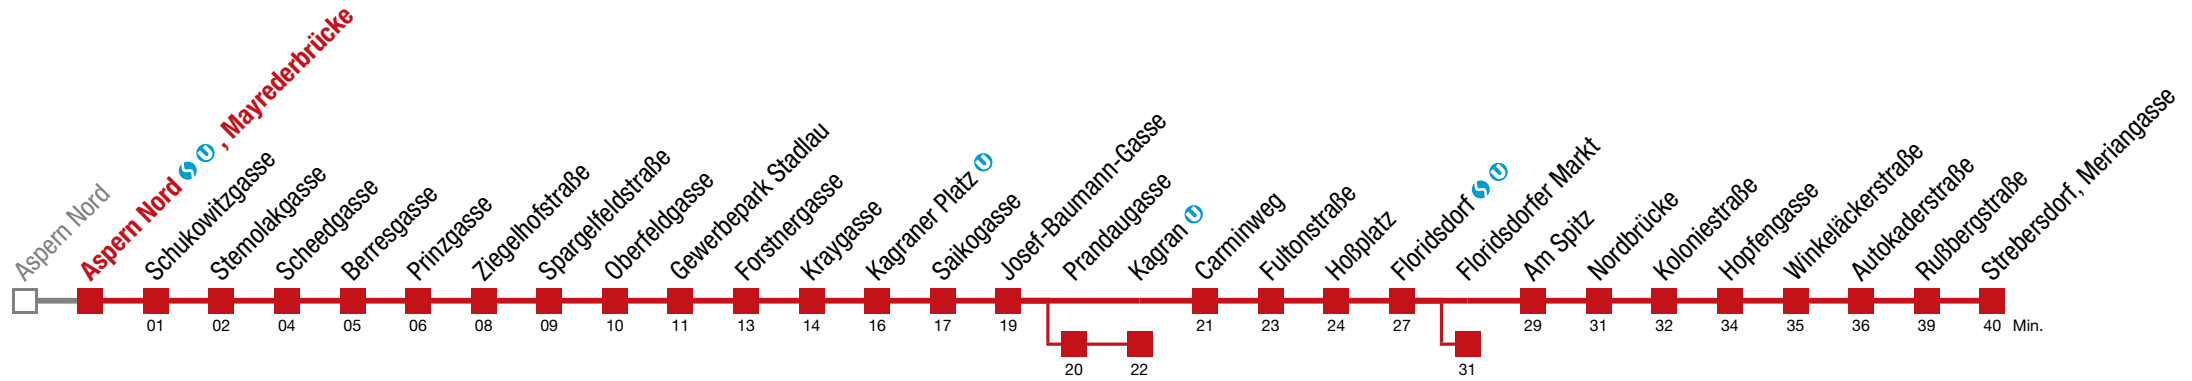 Aspern Nord
Aspern Nord S U , Mayrederbrücke
Schukowitzgasse
Stemolakgasse
Scheedgasse
Berresgasse
Prinzgasse
Ziegelhofstraße
Spargelfeldstraße
Oberfeldgasse
Gewerbepark Stadlau
Forstnergasse
Kraygasse
Kagraner Platz U
Saikogasse
Josef-Baumann-Gasse
Prandaugasse
Kagran U
Carminweg
Fultonstraße
Hoßplatz
Floridsdorf S U
Floridsdorfer Markt
Am Spitz
Nordbrücke
Koloniestraße
Hopfengasse
Winkeläckerstraße
Autokaderstraße
Rußbergstraße
Strebersdorf, Meriangasse
01 02 04 05 06 08 09 10 11 13 14 16 17 19 21 23 24 27 29 31 32 34 35 36 39 40 Min.
20 22 31